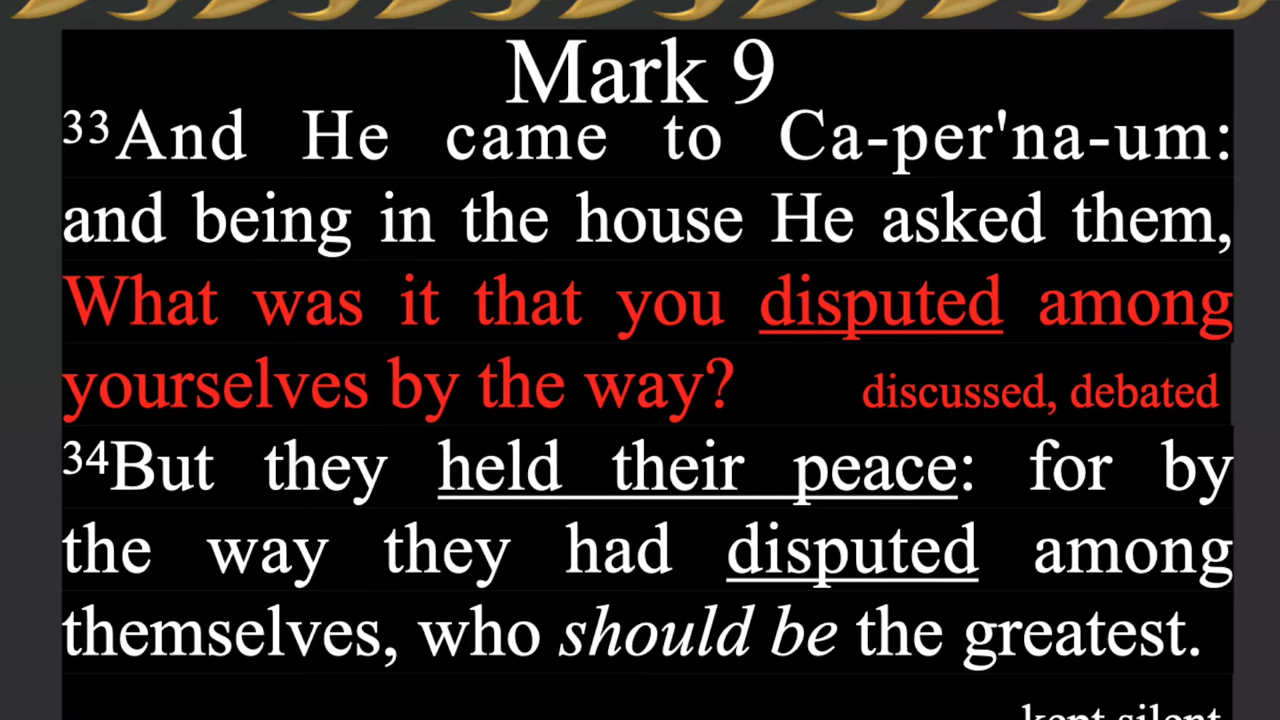 Mark 9
³³And He came to Ca-per'na-um:
and being in the house He asked them,
What was it that you disputed among
yourselves by the way? discussed, debated
³⁴But they held their peace: for by
the way they had disputed among
themselves, who should be the greatest.
kept silent